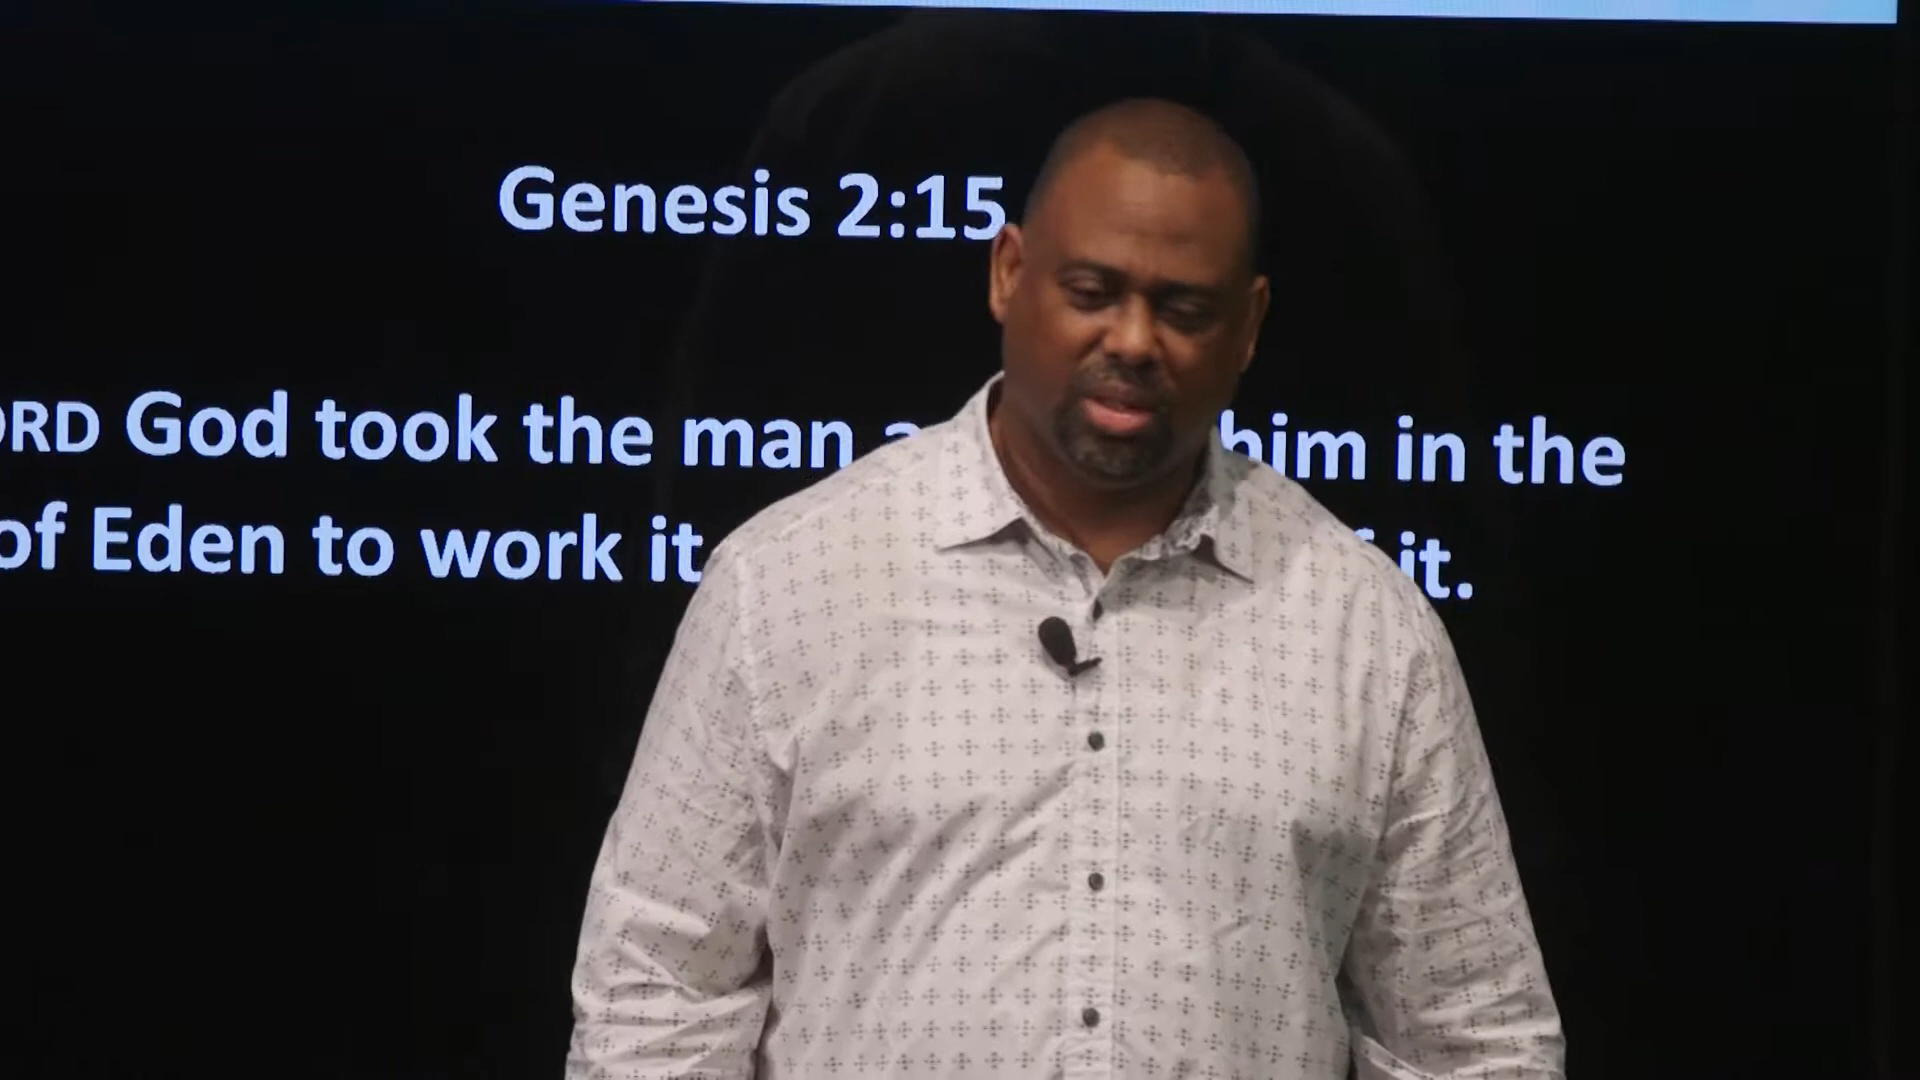 Genesis 2:15
ORD God took the man him in the
of Eden to work it it.